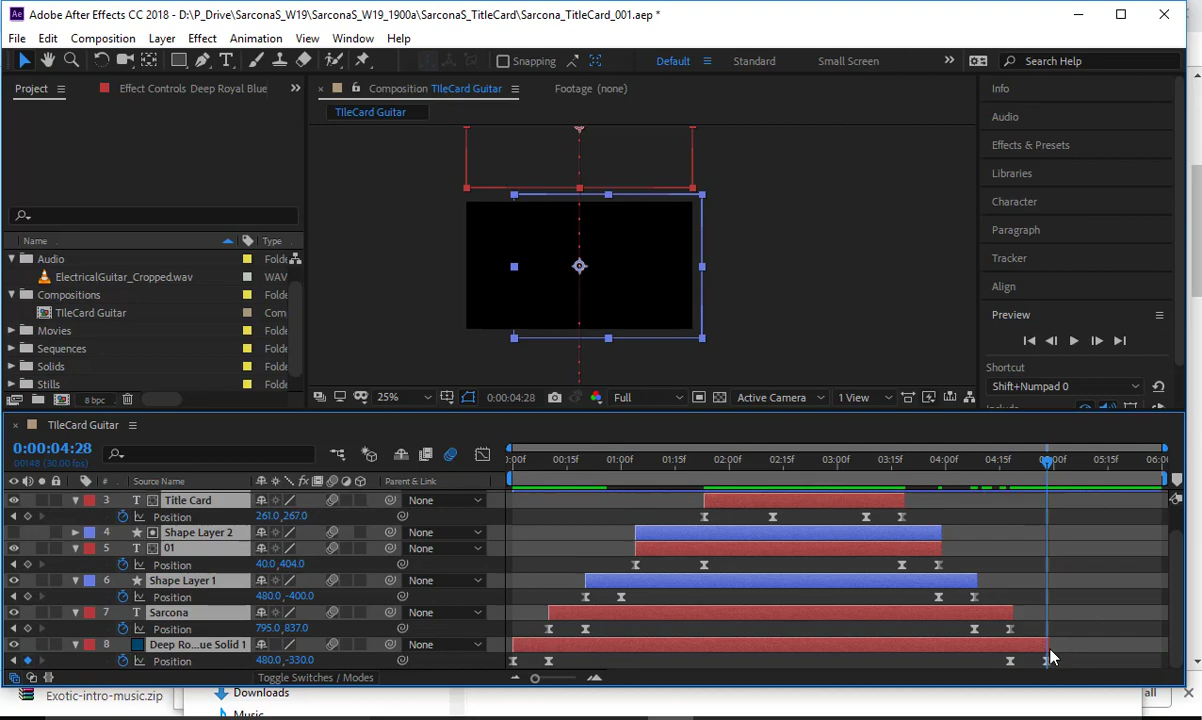 Adobe After Effects CC 2018 - D:\P_Drive\SarconaS_W19\SarconaS_W19_1900a\SarconaS_TitleCard\Sarcona_TitleCard_001.aep *
File Edit Composition Layer Effect Animation View Window Help
Snapping Default Standard Small Screen Search Help
Project Effect Controls Deep Royal Blue Composition TIleCard Guitar Footage (none) Info
TIleCard Guitar
Audio
Effects & Presets
Libraries
Character
Paragraph
Name Type
Audio Folde
Tracker
ElectricalGuitar_Cropped.wav WAV
Align
Compositions Folde
TIleCard Guitar Com
Preview
Movies Folde
Sequences Folde
Solids Folde
Shortcut
Stills Folde
Shift+Numpad 0
8 bpc 25% 0:00:04:28 Full Active Camera 1 View
TIleCard Guitar
0:00:04:28
00148 (30.00 fps)
0:00f 00:15f 01:00f 01:15f 02:00f 02:15f 03:00f 03:15f 04:00f 04:15f 05:15f 06:0
# Source Name Parent & Link
3 T Title Card None
Position 261.0,267.0
4 Shape Layer 2 None
5 T 01 None
Position 40.0,404.0
6 Shape Layer 1 None
Position 480.0,-400.0
7 T Sarcona None
Position 795.0,837.0
8 Deep Ro...ue Solid 1 None
Position 480.0,-330.0
Toggle Switches / Modes
Exotic-intro-music.zip Downloads all
Music